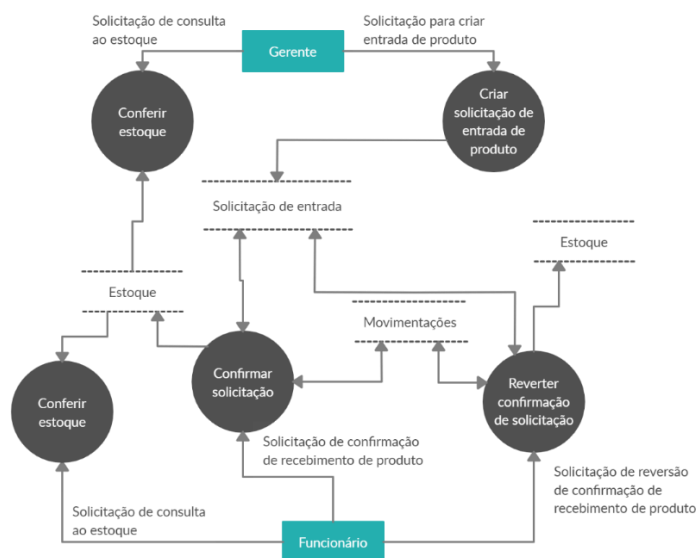 Solicitação de consulta
ao estoque
Gerente
Solicitação para criar
entrada de produto
Conferir
estoque
Criar
solicitação de
entrada de
produto
Solicitação de entrada
Estoque
Estoque
Movimentações
Confirmar
solicitação
Conferir
estoque
Reverter
confirmação
de solicitação
Solicitação de confirmação
de recebimento de produto
Solicitação de reversão
de confirmação de
recebimento de produto
Solicitação de consulta
ao estoque
Funcionário